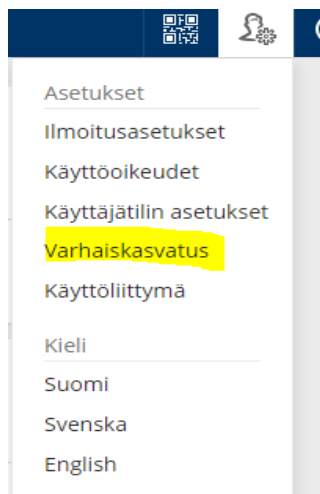 Asetukset
Ilmoitusasetukset
Käyttöoikeudet
Käyttäjätilin asetukset
Varhaiskasvatus
Käyttöliittymä
Kieli
Suomi
Svenska
English